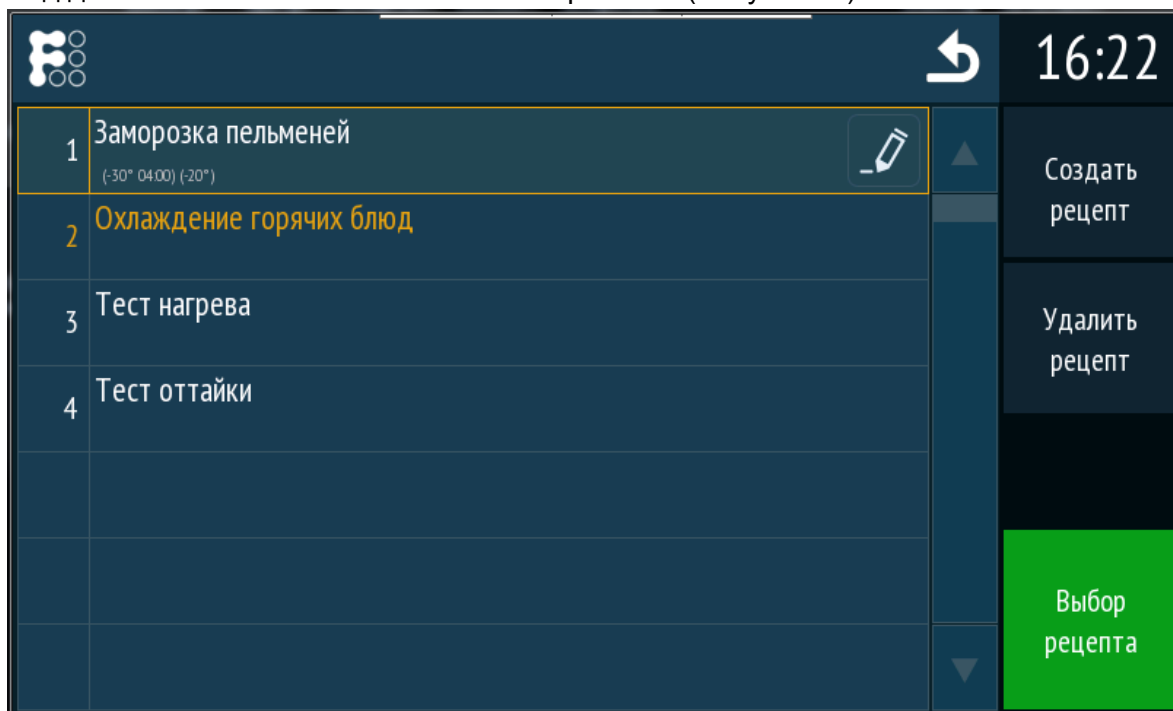 16:22
1 Заморозка пельменей
(-30° 04:00) (-20°)
2 Охлаждение горячих блюд
3 Тест нагрева
4 Тест оттайки
Создать
рецепт
Удалить
рецепт
Выбор
рецепта